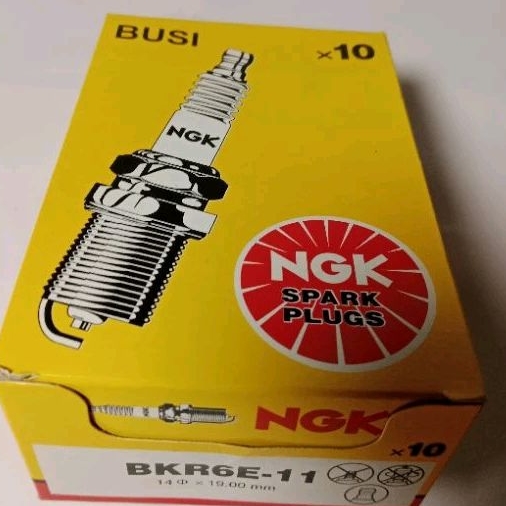 BUSI
×10
NGK
NGK
SPARK
PLUGS
NGK
×10
BKR6E-11
14 Φ × 19.00 mm